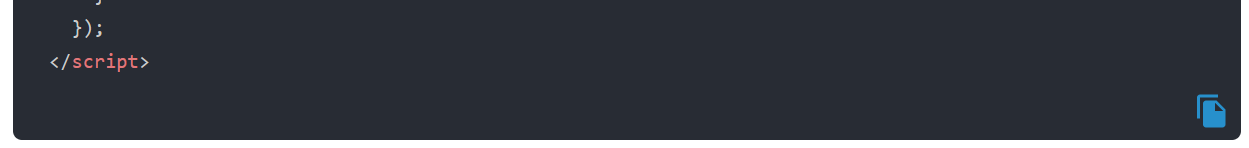 }
});
</script>